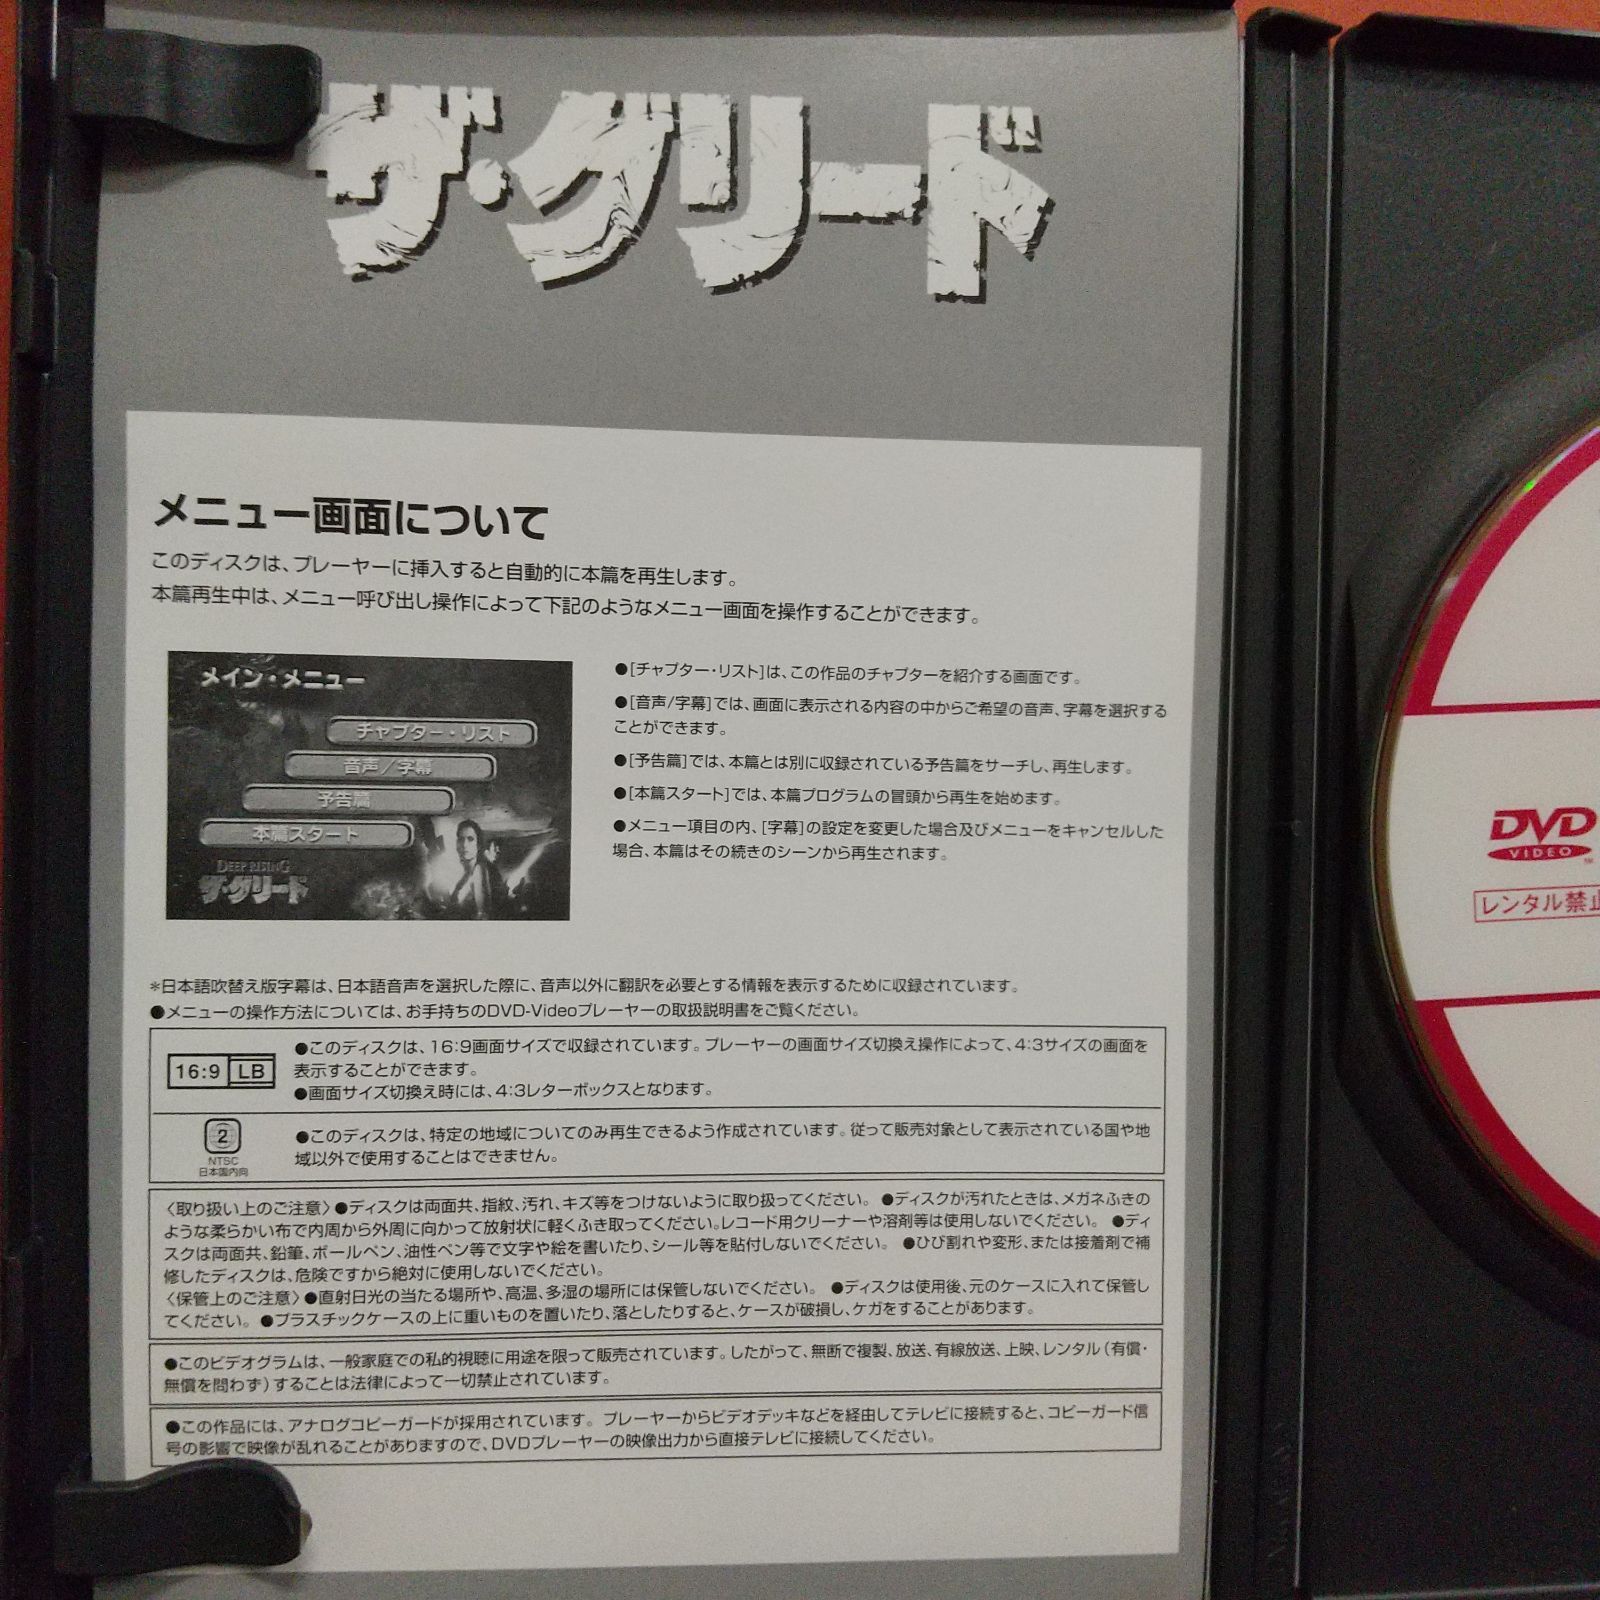 ザ・グリード
メニュー画面について
このディスクは、プレーヤーに挿入すると自動的に本篇を再生します。
本篇再生中は、メニュー呼び出し操作によって下記のようなメニュー画面を操作することができます。
メイン・メニュー
チャプター・リスト
音声／字幕
予告篇
本篇スタート
DEEP RISING
ザ・グリード
●[チャプター・リスト]は、この作品のチャプターを紹介する画面です。
●[音声/字幕]では、画面に表示される内容の中からご希望の音声、字幕を選択する
ことができます。
●[予告篇]では、本篇とは別に収録されている予告篇をサーチし、再生します。
●[本篇スタート]では、本篇プログラムの冒頭から再生を始めます。
●メニュー項目の内、[字幕]の設定を変更した場合及びメニューをキャンセルした
場合、本篇はその続きのシーンから再生されます。
＊日本語吹替え版字幕は、日本語音声を選択した際に、音声以外に翻訳を必要とする情報を表示するために収録されています。
●メニューの操作方法については、お手持ちのDVD-Videoプレーヤーの取扱説明書をご覧ください。
16:9 LB
●このディスクは、16:9画面サイズで収録されています。プレーヤーの画面サイズ切換え操作によって、4:3サイズの画面を
表示することができます。
●画面サイズ切換え時には、4:3レターボックスとなります。
2
NTSC
日本国内向
●このディスクは、特定の地域についてのみ再生できるよう作成されています。従って販売対象として表示されている国や地
域以外で使用することはできません。
〈取り扱い上のご注意〉●ディスクは両面共、指紋、汚れ、キズ等をつけないように取り扱ってください。 ●ディスクが汚れたときは、メガネふきの
ような柔らかい布で内周から外周に向かって放射状に軽くふき取ってください。レコード用クリーナーや溶剤等は使用しないでください。 ●ディ
スクは両面共、鉛筆、ボールペン、油性ペン等で文字や絵を書いたり、シール等を貼付しないでください。 ●ひび割れや変形、または接着剤で補
修したディスクは、危険ですから絶対に使用しないでください。
〈保管上のご注意〉●直射日光の当たる場所や、高温、多湿の場所には保管しないでください。 ●ディスクは使用後、元のケースに入れて保管し
てください。●プラスチックケースの上に重いものを置いたり、落としたりすると、ケースが破損し、ケガをすることがあります。
●このビデオグラムは、一般家庭での私的視聴に用途を限って販売されています。したがって、無断で複製、放送、有線放送、上映、レンタル（有償・
無償を問わず）することは法律によって一切禁止されています。
●この作品には、アナログコピーガードが採用されています。プレーヤーからビデオデッキなどを経由してテレビに接続すると、コピーガード信
号の影響で映像が乱れることがありますので、DVDプレーヤーの映像出力から直接テレビに接続してください。
DVD
VIDEO
レンタル禁止